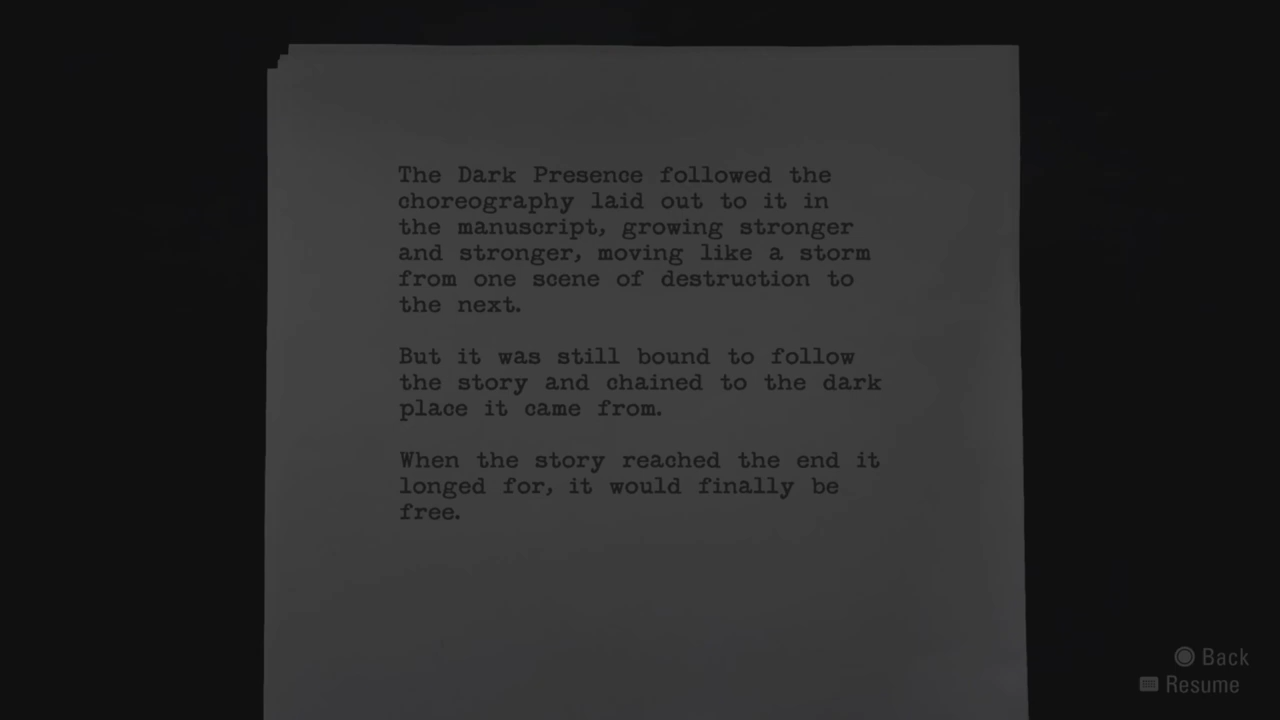 The Dark Presence followed the
choreography laid out to it in
the manuscript, growing stronger
and stronger, moving like a storm
from one scene of destruction to
the next.
But it was still bound to follow
the story and chained to the dark
place it came from.
When the story reached the end it
longed for, it would finally be
free.
Back
Resume